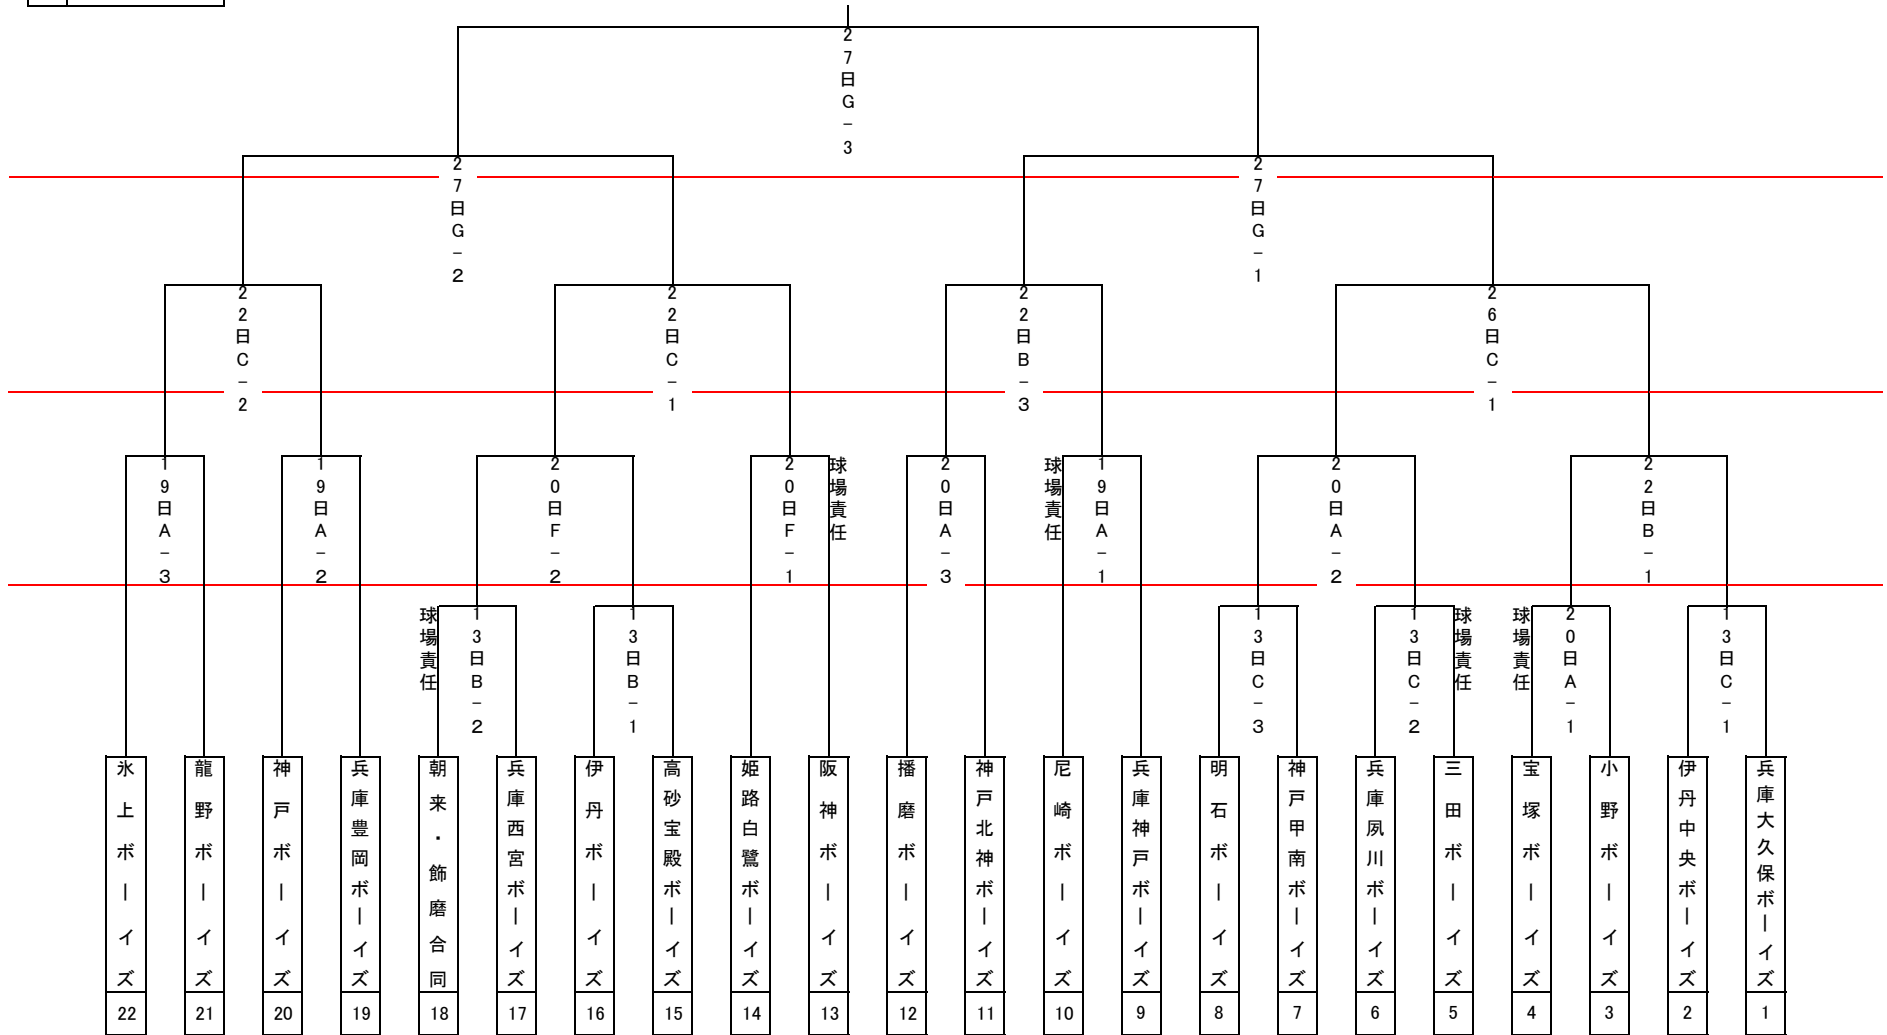 27日G-3
27日G-2
27日G-1
22日C-2
22日C-1
22日B-3
26日C-1
19日A-3
19日A-2
20日F-2
20日F-1
球場責任
20日A-3
球場責任
19日A-1
20日A-2
22日B-1
球場責任
13日B-2
13日B-1
13日C-3
13日C-2
球場責任
球場責任
20日A-1
13日C-1
氷上ボーイズ
龍野ボーイズ
神戸ボーイズ
兵庫豊岡ボーイズ
朝来・飾磨合同
兵庫西宮ボーイズ
伊丹ボーイズ
高砂宝殿ボーイズ
姫路白鷺ボーイズ
阪神ボーイズ
播磨ボーイズ
神戸北神ボーイズ
尼崎ボーイズ
兵庫神戸ボーイズ
明石ボーイズ
神戸甲南ボーイズ
兵庫夙川ボーイズ
三田ボーイズ
宝塚ボーイズ
小野ボーイズ
伊丹中央ボーイズ
兵庫大久保ボーイズ
22 21 20 19 18 17 16 15 14 13 12 11 10 9 8 7 6 5 4 3 2 1